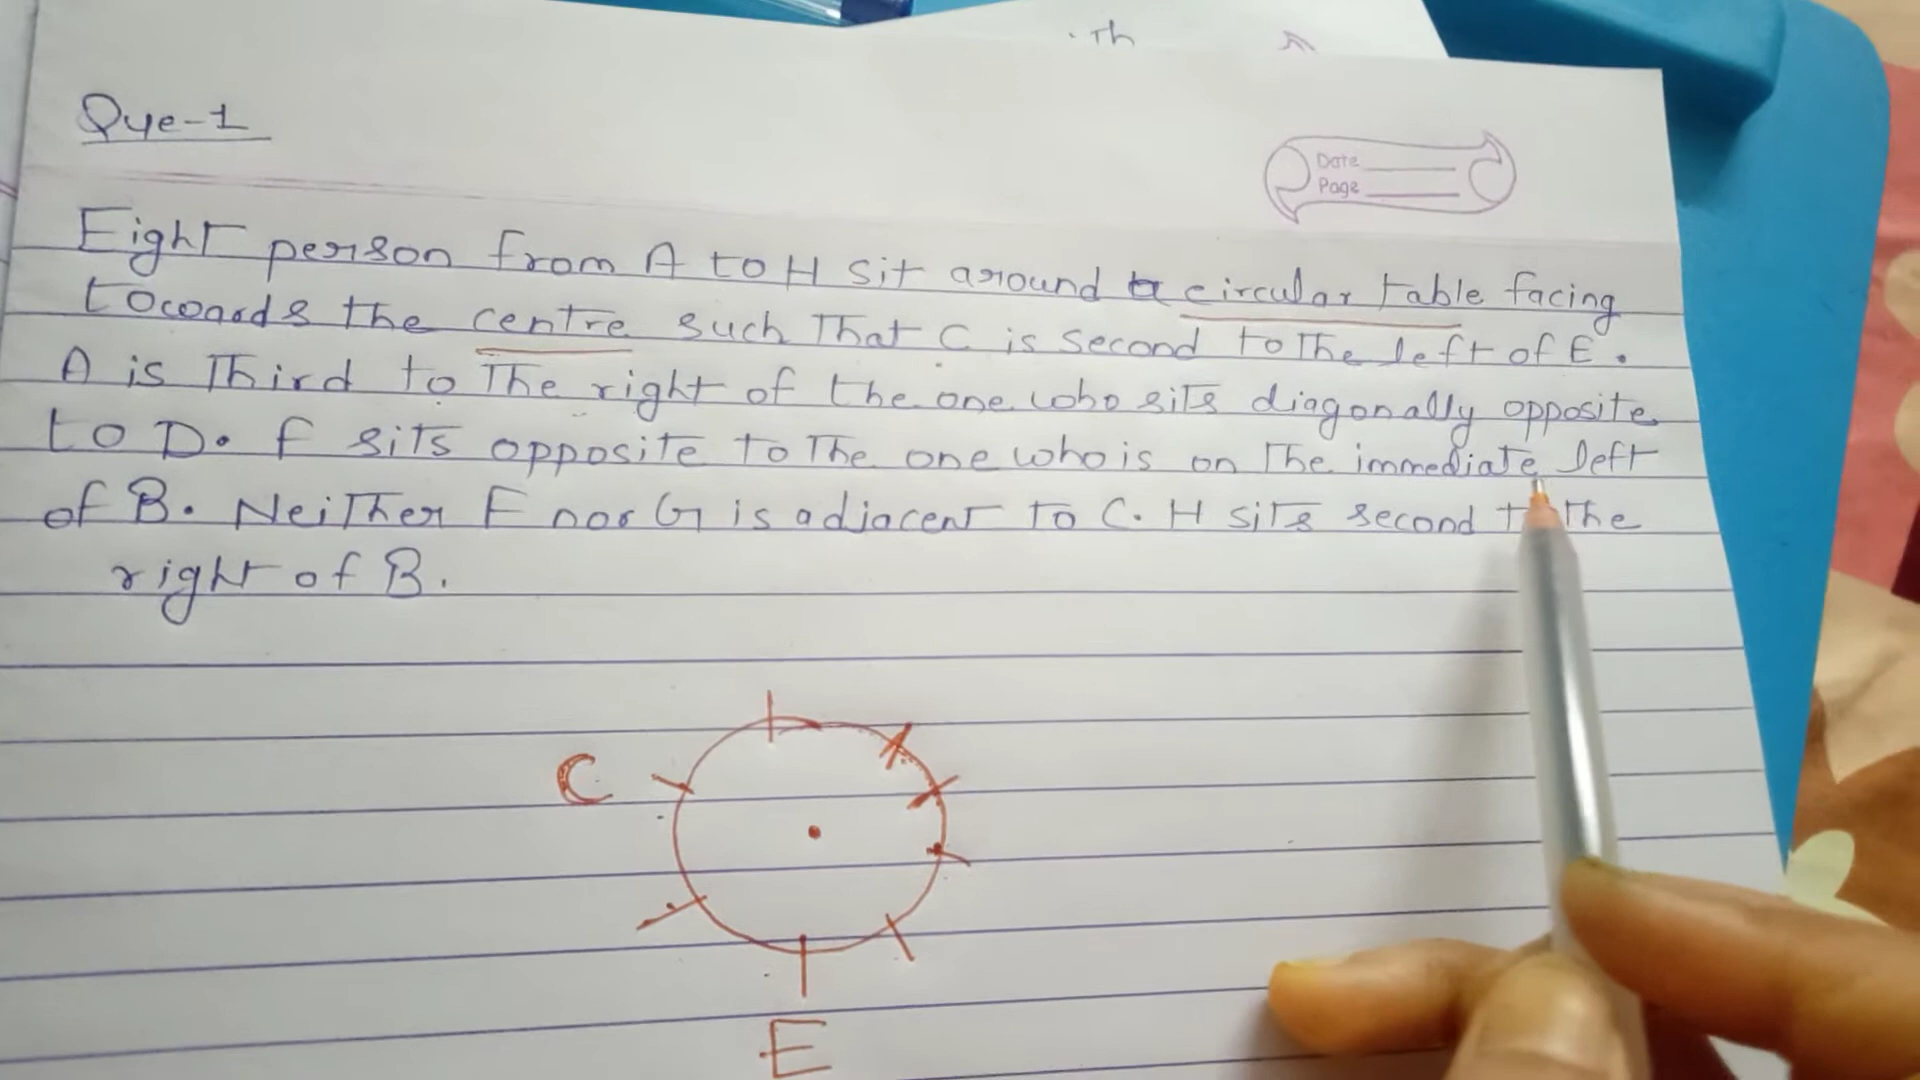 . Th
Que-1
Date
Page
Eight person from A to H sit around a circular table facing
towards the centre such That C is second to The left of E.
A is Third to The right of the one who sits diagonally opposite
to D. F sits opposite to The one who is on The immediate left
of B. Neither F nor G is adjacent to C. H sits second to The
right of B.
C
E